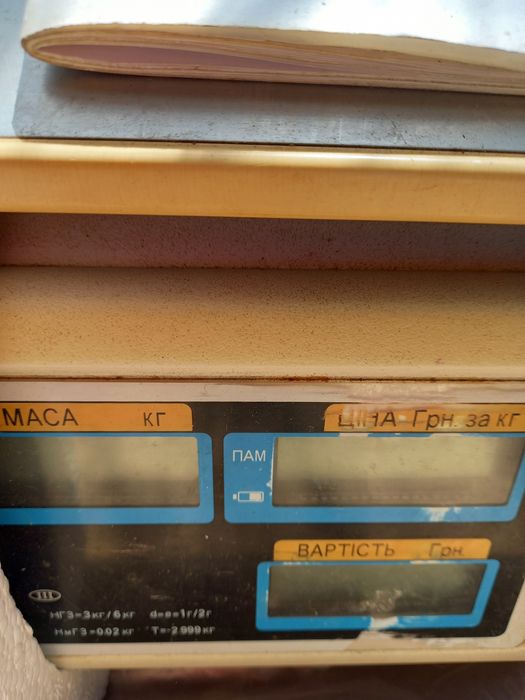 МАСА КГ
ЦІНА Грн. за кг
ПАМ
ВАРТІСТЬ Грн.
III
НГЗ=3кг/6кг d=e=1г/2г
НмГЗ=0.02кг T=-2.999кг